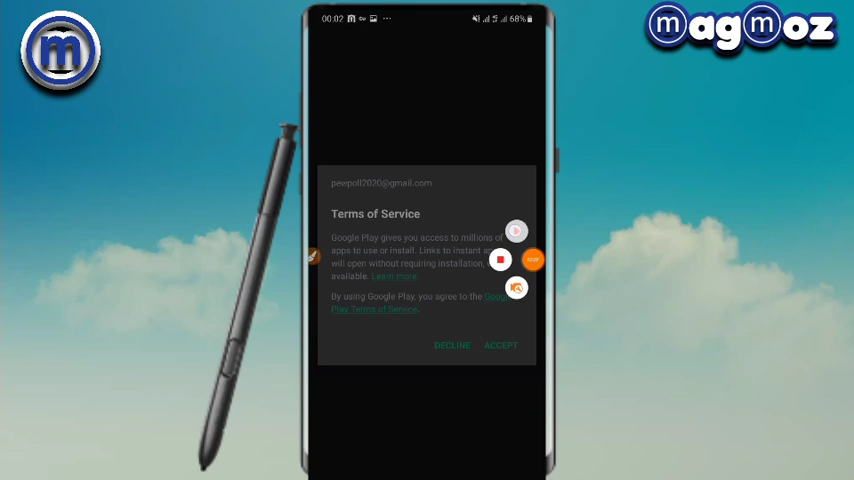 m
magmoz
00:02
68%
peepoll2020@gmail.com
Terms of Service
Google Play gives you access to millions of
apps to use or install. Links to instant
will open without requiring installation,
available. Learn more.
By using Google Play, you agree to the
Play Terms of Service.
DECLINE ACCEPT